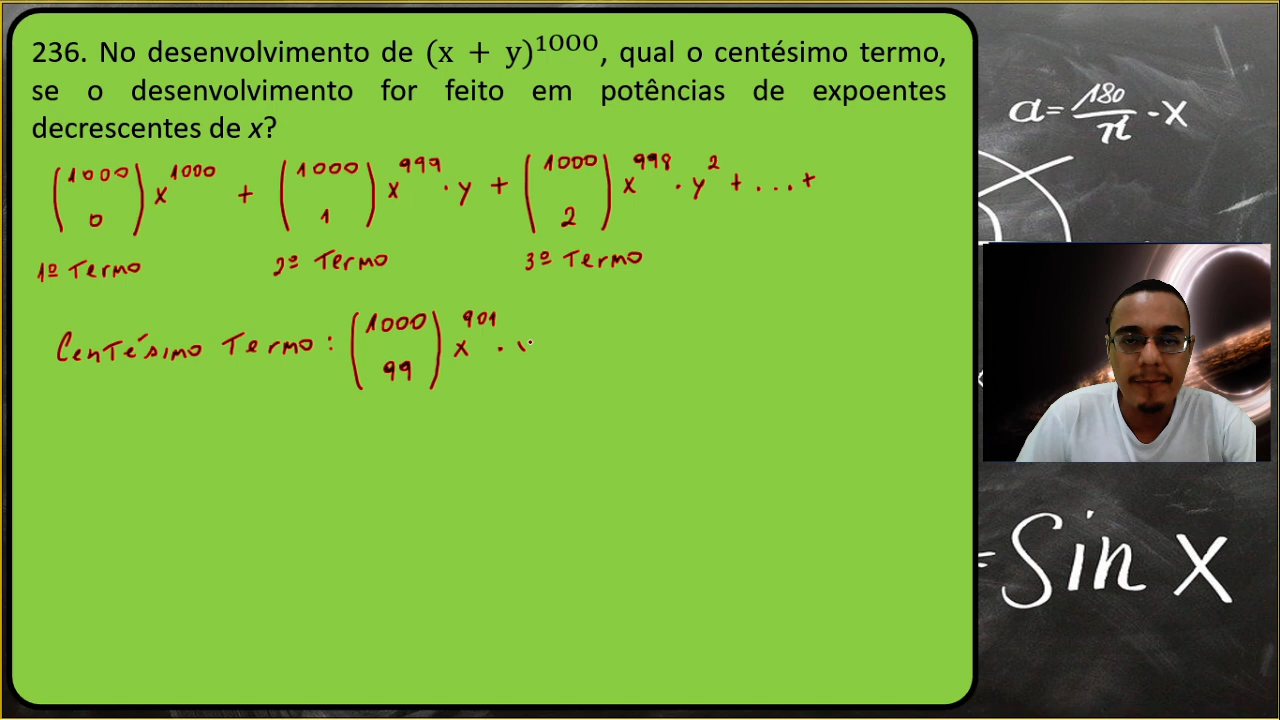 236. No desenvolvimento de (x + y)^1000, qual o centésimo termo,
se o desenvolvimento for feito em potências de expoentes
decrescentes de x?
(1000 0) x^1000 + (1000 1) x^999 · y + (1000 2) x^998 · y^2 + ... +
1º Termo 2º Termo 3º Termo
Centésimo Termo: (1000 99) x^901 ·
a = 180/π - x
= Sin x